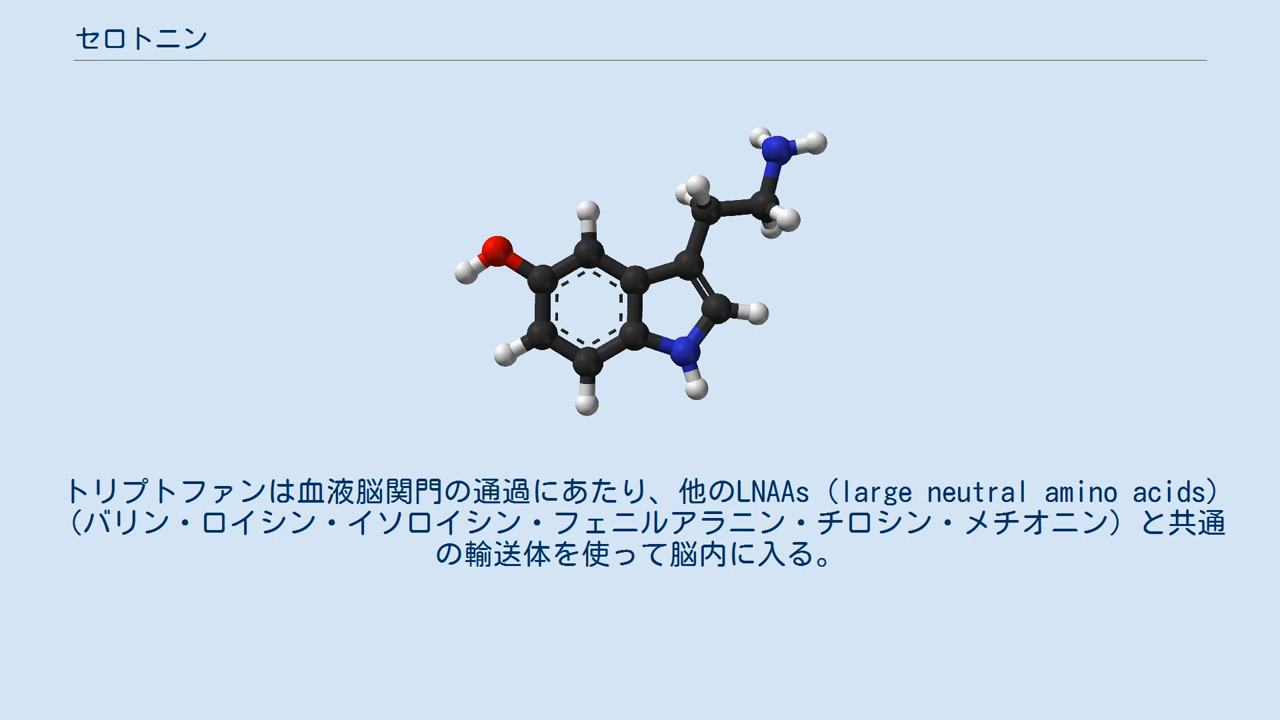 セロトニン
トリプトファンは血液脳関門の通過にあたり、他のLNAAs（large neutral amino acids）
（バリン・ロイシン・イソロイシン・フェニルアラニン・チロシン・メチオニン）と共通
の輸送体を使って脳内に入る。